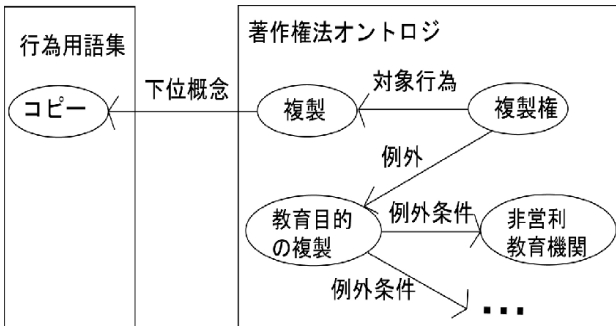 行為用語集
著作権法オントロジ
コピー
下位概念
複製
対象行為
複製権
例外
教育目的
の複製
例外条件
非営利
教育機関
例外条件
...